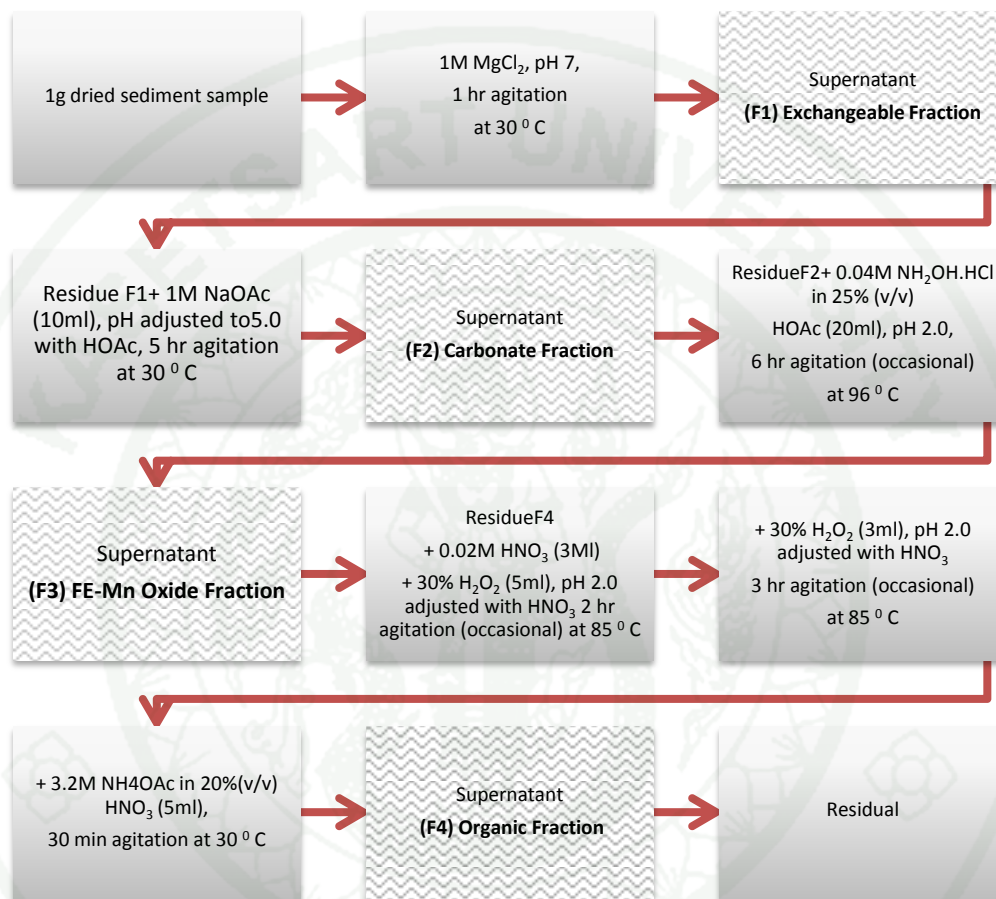 1g dried sediment sample
1M MgCl₂, pH 7,
1 hr agitation
at 30 ⁰ C
Supernatant
(F1) Exchangeable Fraction
Residue F1+ 1M NaOAc
(10ml), pH adjusted to5.0
with HOAc, 5 hr agitation
at 30 ⁰ C
Supernatant
(F2) Carbonate Fraction
ResidueF2+ 0.04M NH₂OH.HCl
in 25% (v/v)
HOAc (20ml), pH 2.0,
6 hr agitation (occasional)
at 96 ⁰ C
Supernatant
(F3) FE-Mn Oxide Fraction
ResidueF4
+ 0.02M HNO₃ (3Ml)
+ 30% H₂O₂ (5ml), pH 2.0
adjusted with HNO₃ 2 hr
agitation (occasional) at 85 ⁰ C
+ 30% H₂O₂ (3ml), pH 2.0
adjusted with HNO₃
3 hr agitation (occasional)
at 85 ⁰ C
+ 3.2M NH4OAc in 20%(v/v)
HNO₃ (5ml),
30 min agitation at 30 ⁰ C
Supernatant
(F4) Organic Fraction
Residual
KASETSART UNIVERSITY